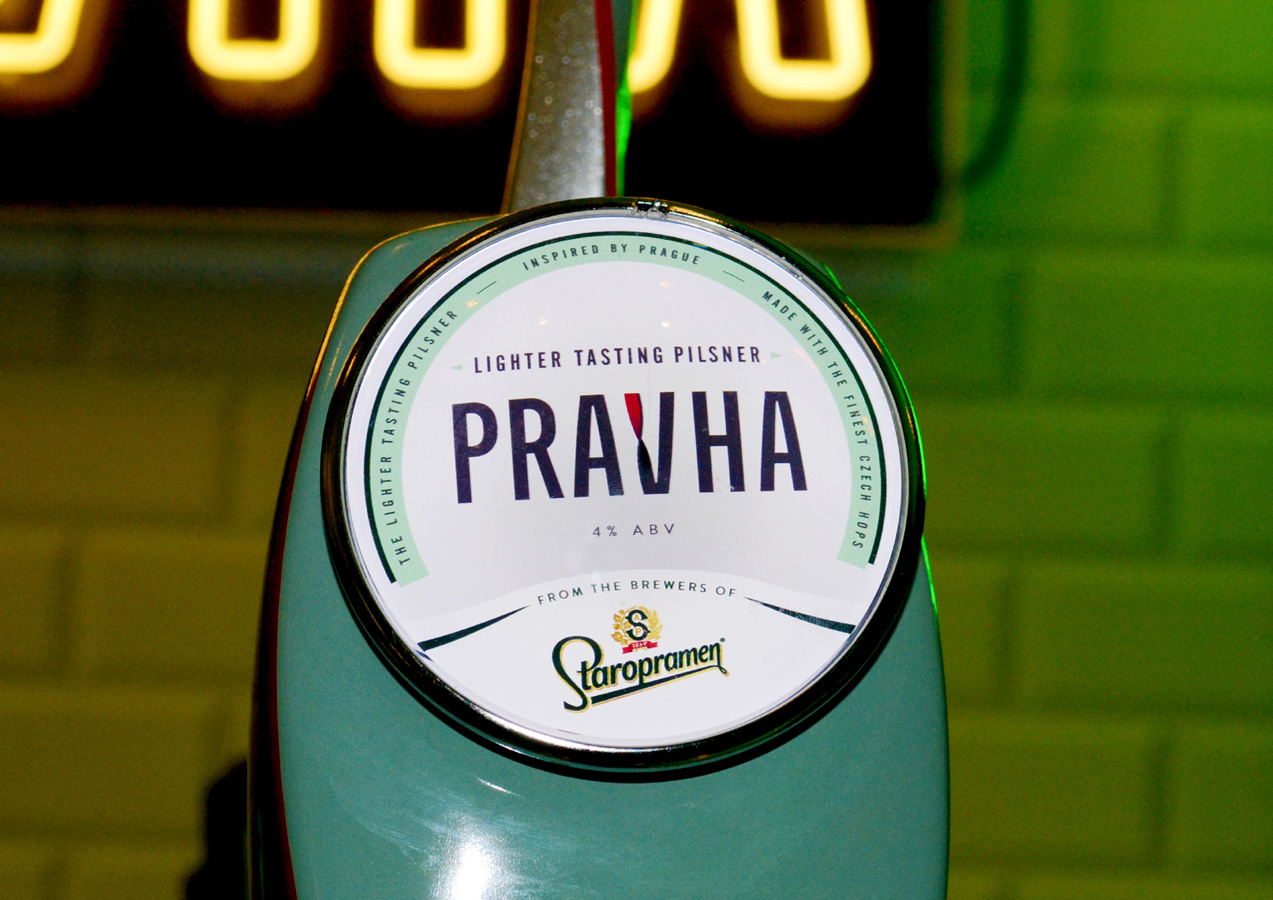 THE LIGHTER TASTING PILSNER — INSPIRED BY PRAGUE — MADE WITH THE FINEST CZECH HOPS
LIGHTER TASTING PILSNER
PRAVHA
4% ABV
FROM THE BREWERS OF
S
Staropramen